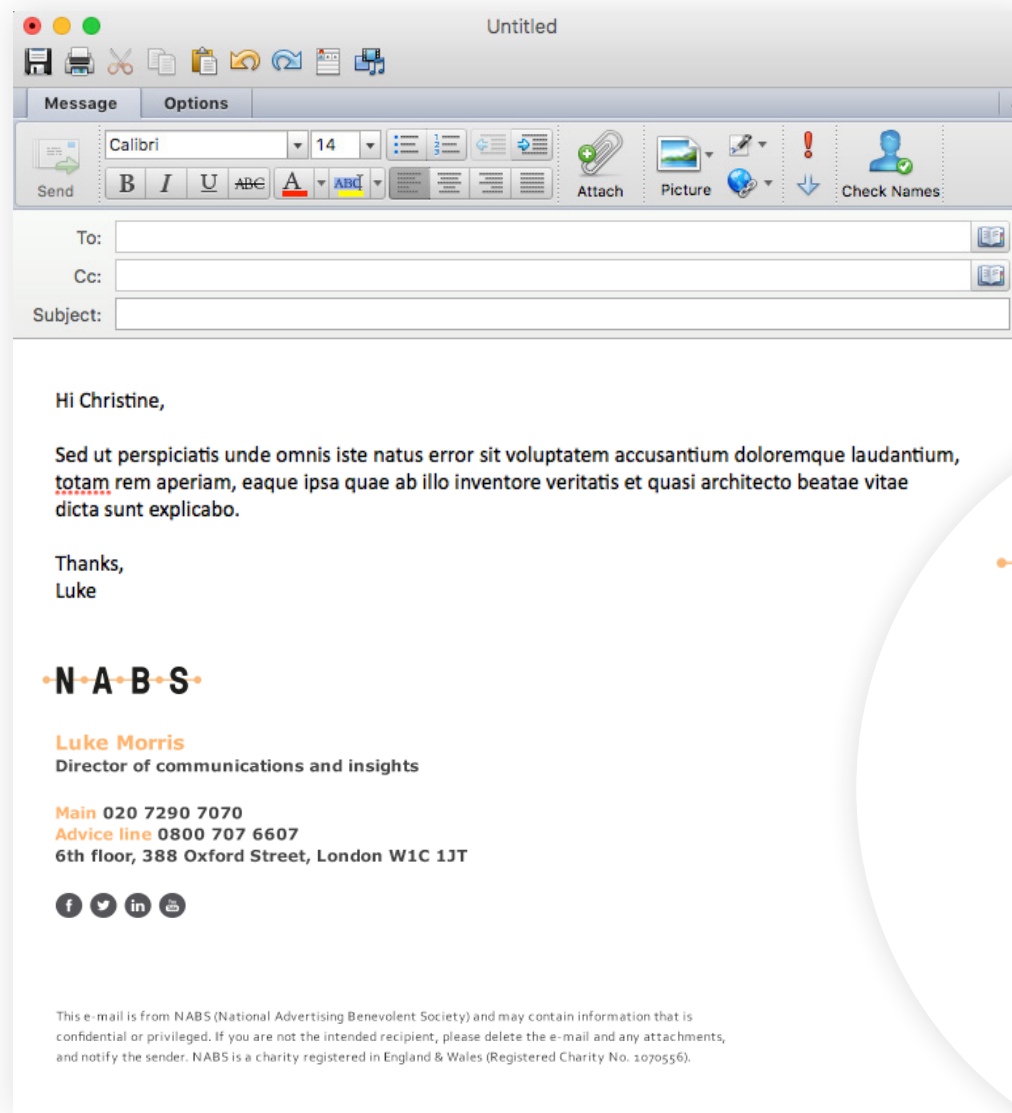 Untitled
Message Options
Calibri 14
Send B I U ABC A ABC Attach Picture Check Names
To:
Cc:
Subject:
Hi Christine,
Sed ut perspiciatis unde omnis iste natus error sit voluptatem accusantium doloremque laudantium,
totam rem aperiam, eaque ipsa quae ab illo inventore veritatis et quasi architecto beatae vitae
dicta sunt explicabo.
Thanks,
Luke
N A B S
Luke Morris
Director of communications and insights
Main 020 7290 7070
Advice line 0800 707 6607
6th floor, 388 Oxford Street, London W1C 1JT
This e-mail is from NABS (National Advertising Benevolent Society) and may contain information that is
confidential or privileged. If you are not the intended recipient, please delete the e-mail and any attachments,
and notify the sender. NABS is a charity registered in England & Wales (Registered Charity No. 1070556).